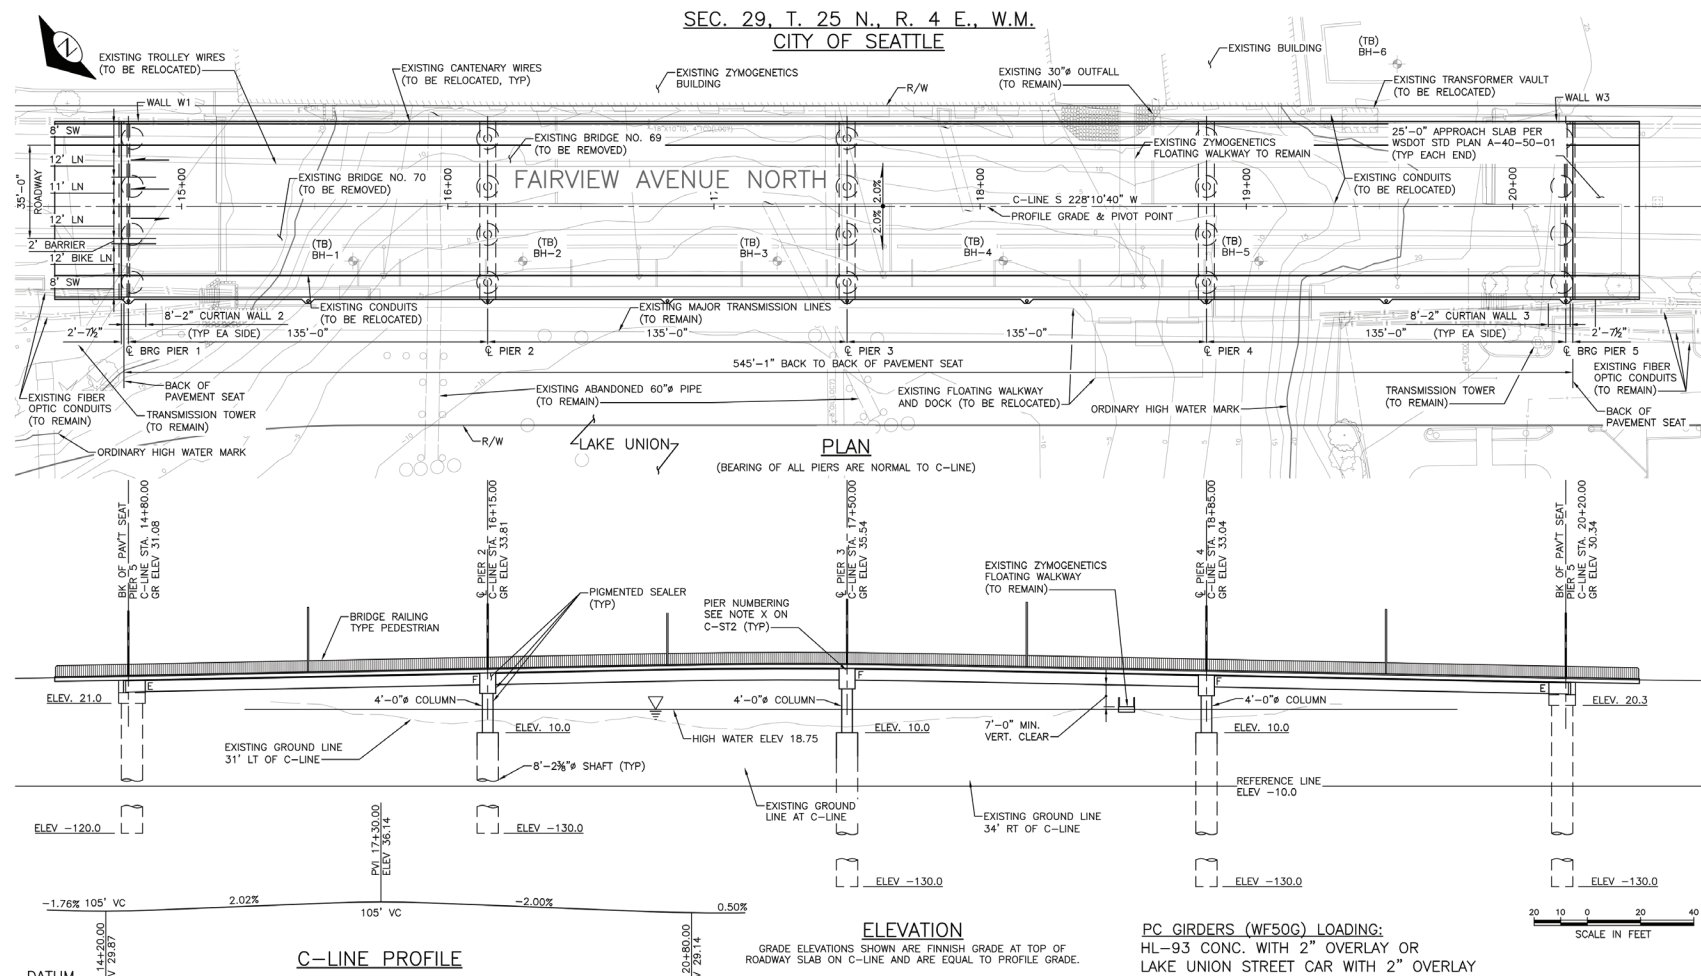 SEC. 29, T. 25 N., R. 4 E., W.M.
CITY OF SEATTLE
EXISTING TROLLEY WIRES
(TO BE RELOCATED)
EXISTING CANTENARY WIRES
(TO BE RELOCATED, TYP)
EXISTING ZYMOGENETICS
BUILDING
R/W
EXISTING 30"ø OUTFALL
(TO REMAIN)
EXISTING BUILDING
(TB)
BH-6
EXISTING TRANSFORMER VAULT
(TO BE RELOCATED)
WALL W1
WALL W3
8' SW
12' LN
11' LN
12' LN
2' BARRIER
12' BIKE LN
8' SW
35'-0"
ROADWAY
15+00
16+00
17
18+00
19+00
20+00
EXISTING BRIDGE NO. 69
(TO BE REMOVED)
EXISTING BRIDGE NO. 70
(TO BE REMOVED)
FAIRVIEW AVENUE NORTH
2.0%
2.0%
EXISTING ZYMOGENETICS
FLOATING WALKWAY TO REMAIN
25'-0" APPROACH SLAB PER
WSDOT STD PLAN A-40-50-01
(TYP EACH END)
EXISTING CONDUITS
(TO BE RELOCATED)
C-LINE S 228°10'40" W
PROFILE GRADE & PIVOT POINT
(TB)
BH-1
(TB)
BH-2
(TB)
BH-3
(TB)
BH-4
(TB)
BH-5
EXISTING CONDUITS
(TO BE RELOCATED)
EXISTING MAJOR TRANSMISSION LINES
(TO REMAIN)
8'-2" CURTIAN WALL 2
(TYP EA SIDE)
8'-2" CURTIAN WALL 3
(TYP EA SIDE)
2'-7½"
135'-0"
135'-0"
135'-0"
135'-0"
2'-7½"
℄ BRG PIER 1
℄ PIER 2
℄ PIER 3
℄ PIER 4
℄ BRG PIER 5
545'-1" BACK TO BACK OF PAVEMENT SEAT
BACK OF
PAVEMENT SEAT
EXISTING FIBER
OPTIC CONDUITS
(TO REMAIN)
TRANSMISSION TOWER
(TO REMAIN)
ORDINARY HIGH WATER MARK
EXISTING ABANDONED 60"ø PIPE
(TO REMAIN)
R/W
LAKE UNION
EXISTING FLOATING WALKWAY
AND DOCK (TO BE RELOCATED)
ORDINARY HIGH WATER MARK
TRANSMISSION TOWER
(TO REMAIN)
EXISTING FIBER
OPTIC CONDUITS
(TO REMAIN)
BACK OF
PAVEMENT SEAT
PLAN
(BEARING OF ALL PIERS ARE NORMAL TO C-LINE)
BK OF PAV'T SEAT
PIER 5
C-LINE STA. 14+80.00
GR ELEV 31.08
℄ PIER 2
C-LINE STA. 16+15.00
GR ELEV 33.81
℄ PIER 3
C-LINE STA. 17+50.00
GR ELEV 35.54
℄ PIER 4
C-LINE STA. 18+85.00
GR ELEV 33.04
BK OF PAV'T SEAT
PIER 5
C-LINE STA. 20+20.00
GR ELEV 30.34
BRIDGE RAILING
TYPE PEDESTRIAN
PIGMENTED SEALER
(TYP)
PIER NUMBERING
SEE NOTE X ON
C-ST2 (TYP)
EXISTING ZYMOGENETICS
FLOATING WALKWAY
(TO REMAIN)
E
F
F
F
E
ELEV. 21.0
4'-0"ø COLUMN
4'-0"ø COLUMN
4'-0"ø COLUMN
ELEV. 20.3
ELEV. 10.0
HIGH WATER ELEV 18.75
ELEV. 10.0
7'-0" MIN.
VERT. CLEAR
ELEV. 10.0
EXISTING GROUND LINE
31' LT OF C-LINE
8'-2⅜"ø SHAFT (TYP)
REFERENCE LINE
ELEV -10.0
EXISTING GROUND
LINE AT C-LINE
EXISTING GROUND LINE
34' RT OF C-LINE
ELEV -120.0
ELEV -130.0
ELEV -130.0
ELEV -130.0
ELEV -130.0
PVI 17+30.00
ELEV 36.14
-1.76%
105' VC
2.02%
105' VC
-2.00%
0.50%
14+20.00
V 29.87
20+80.00
V 29.14
C-LINE PROFILE
DATUM
ELEVATION
GRADE ELEVATIONS SHOWN ARE FINNISH GRADE AT TOP OF
ROADWAY SLAB ON C-LINE AND ARE EQUAL TO PROFILE GRADE.
PC GIRDERS (WF50G) LOADING:
HL-93 CONC. WITH 2" OVERLAY OR
LAKE UNION STREET CAR WITH 2" OVERLAY
20 10 0 20 40
SCALE IN FEET